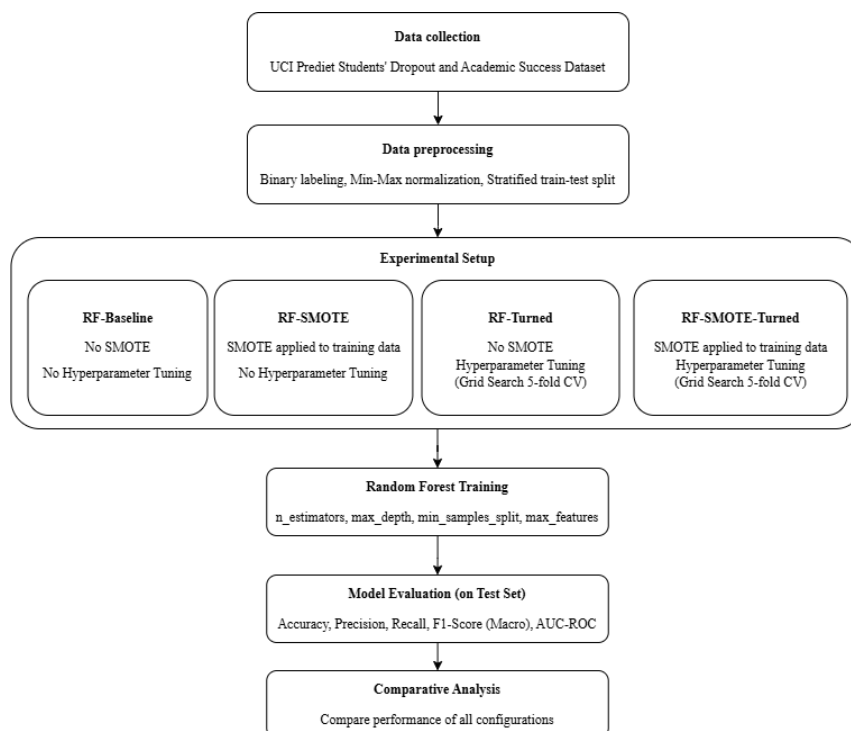 Data collection
UCI Prediet Students' Dropout and Academic Success Dataset
Data preprocessing
Binary labeling, Min-Max normalization, Stratified train-test split
Experimental Setup
RF-Baseline
No SMOTE
No Hyperparameter Tuning
RF-SMOTE
SMOTE applied to training data
No Hyperparameter Tuning
RF-Turned
No SMOTE
Hyperparameter Tuning
(Grid Search 5-fold CV)
RF-SMOTE-Turned
SMOTE applied to training data
Hyperparameter Tuning
(Grid Search 5-fold CV)
Random Forest Training
n_estimators, max_depth, min_samples_split, max_features
Model Evaluation (on Test Set)
Accuracy, Precision, Recall, F1-Score (Macro), AUC-ROC
Comparative Analysis
Compare performance of all configurations